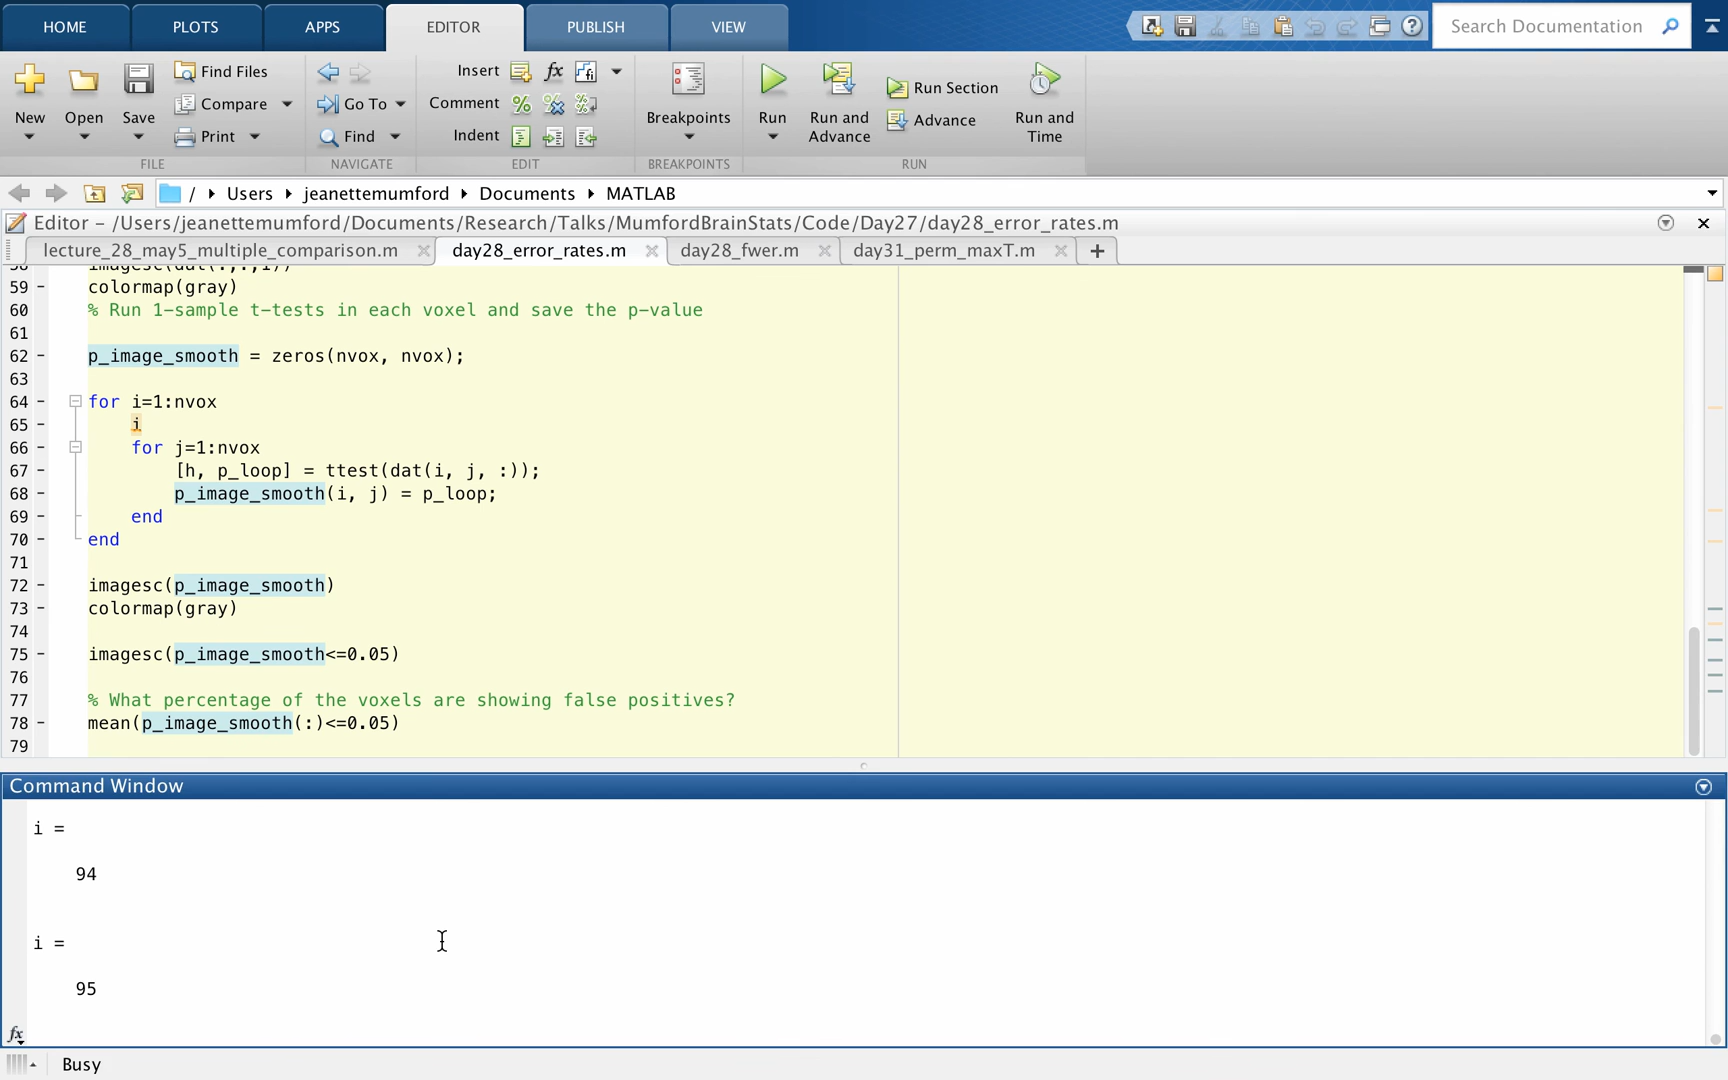 HOME PLOTS APPS EDITOR PUBLISH VIEW Search Documentation
New Open Save Find Files Compare Print Go To Find Insert Comment Indent Breakpoints Run Run and Advance Run Section Advance Run and Time
FILE NAVIGATE EDIT BREAKPOINTS RUN
/ Users jeanettemumford Documents MATLAB
Editor - /Users/jeanettemumford/Documents/Research/Talks/MumfordBrainStats/Code/Day27/day28_error_rates.m
lecture_28_may5_multiple_comparison.m day28_error_rates.m day28_fwer.m day31_perm_maxT.m
58 imagesc(dat(:,:,1))
59 - colormap(gray)
60 % Run 1-sample t-tests in each voxel and save the p-value
61
62 - p_image_smooth = zeros(nvox, nvox);
63
64 - for i=1:nvox
65 - i
66 - for j=1:nvox
67 - [h, p_loop] = ttest(dat(i, j, :));
68 - p_image_smooth(i, j) = p_loop;
69 - end
70 - end
71
72 - imagesc(p_image_smooth)
73 - colormap(gray)
74
75 - imagesc(p_image_smooth<=0.05)
76
77 % What percentage of the voxels are showing false positives?
78 - mean(p_image_smooth(:)<=0.05)
79
Command Window
i =
94
i =
95
fx
Busy